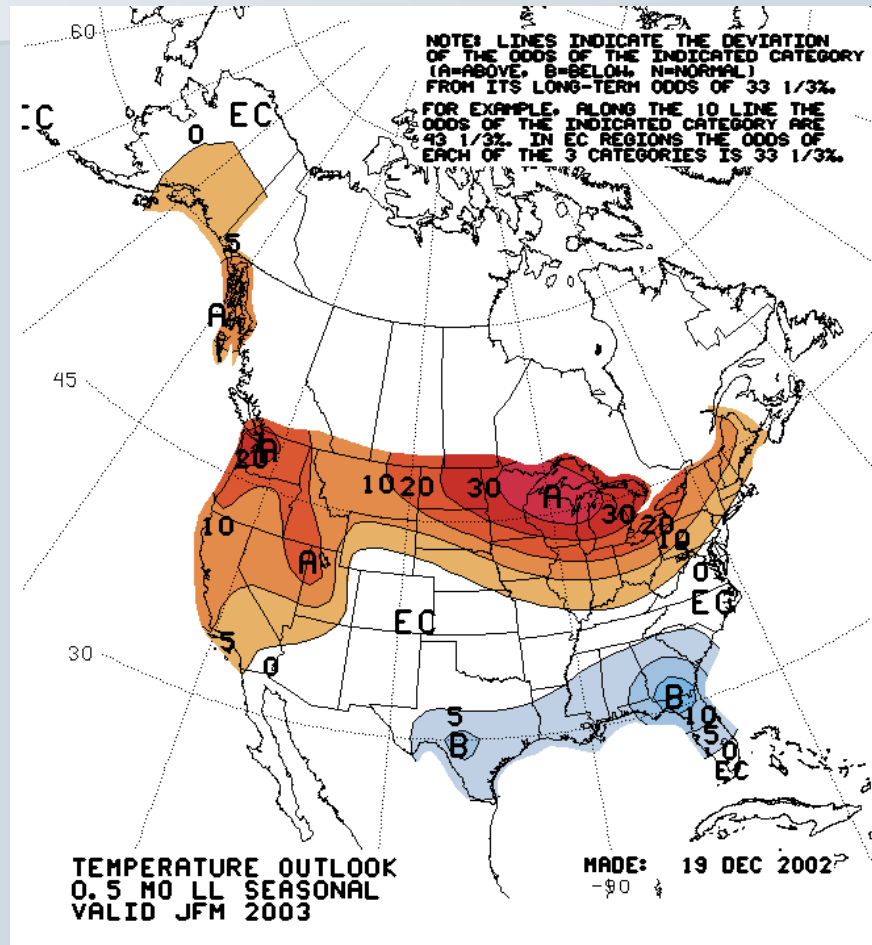 60
NOTE: LINES INDICATE THE DEVIATION
OF THE ODDS OF THE INDICATED CATEGORY
(A=ABOVE, B=BELOW, N=NORMAL)
FROM ITS LONG-TERM ODDS OF 33 1/3%.
FOR EXAMPLE, ALONG THE 10 LINE THE
ODDS OF THE INDICATED CATEGORY ARE
43 1/3%. IN EC REGIONS THE ODDS OF
EACH OF THE 3 CATEGORIES IS 33 1/3%.
EC
EC
0
5
A
45
20
A
10
20
30
A
30
20
10
10
A
0
EC
EC
5
0
30
5
B
B
10
5
0
EC
TEMPERATURE OUTLOOK
0.5 MO LL SEASONAL
VALID JFM 2003
MADE: 19 DEC 2002
-90